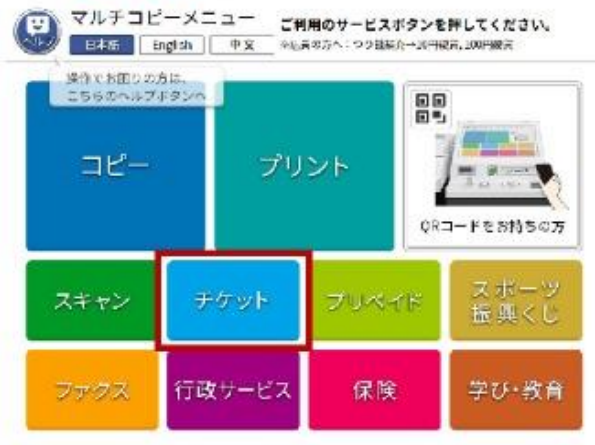 ヘルプ
マルチコピーメニュー
ご利用のサービスボタンを押してください。
日本語
English
中文
操作でお困りの方は、
こちらのヘルプボタンへ
コピー
プリント
QRコードをお持ちの方
スキャン
チケット
プリペイド
スポーツ
振興くじ
ファクス
行政サービス
保険
学び・教育